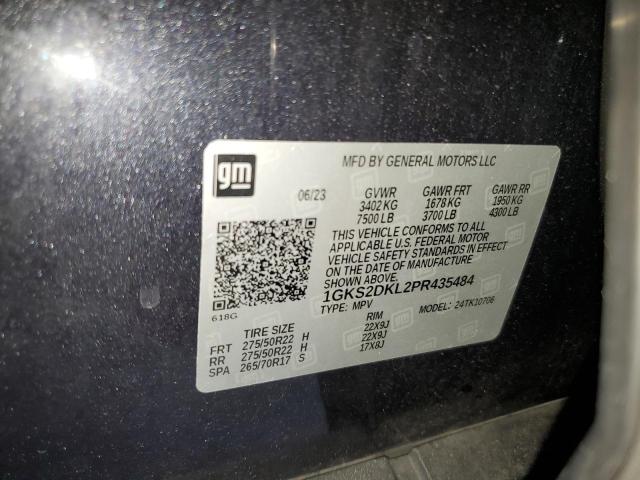 gm
MFD BY GENERAL MOTORS LLC
06/23 GVWR GAWR FRT GAWR RR
3402 KG 1678 KG 1950 KG
7500 LB 3700 LB 4300 LB
THIS VEHICLE CONFORMS TO ALL
APPLICABLE U.S. FEDERAL MOTOR
VEHICLE SAFETY STANDARDS IN EFFECT
ON THE DATE OF MANUFACTURE
SHOWN ABOVE.
1GKS2DKL2PR435484
TYPE: MPV MODEL: 24TK10706
618G
TIRE SIZE RIM
FRT 275/50R22 H 22X9J
RR 275/50R22 H 22X9J
SPA 265/70R17 S 17X8J